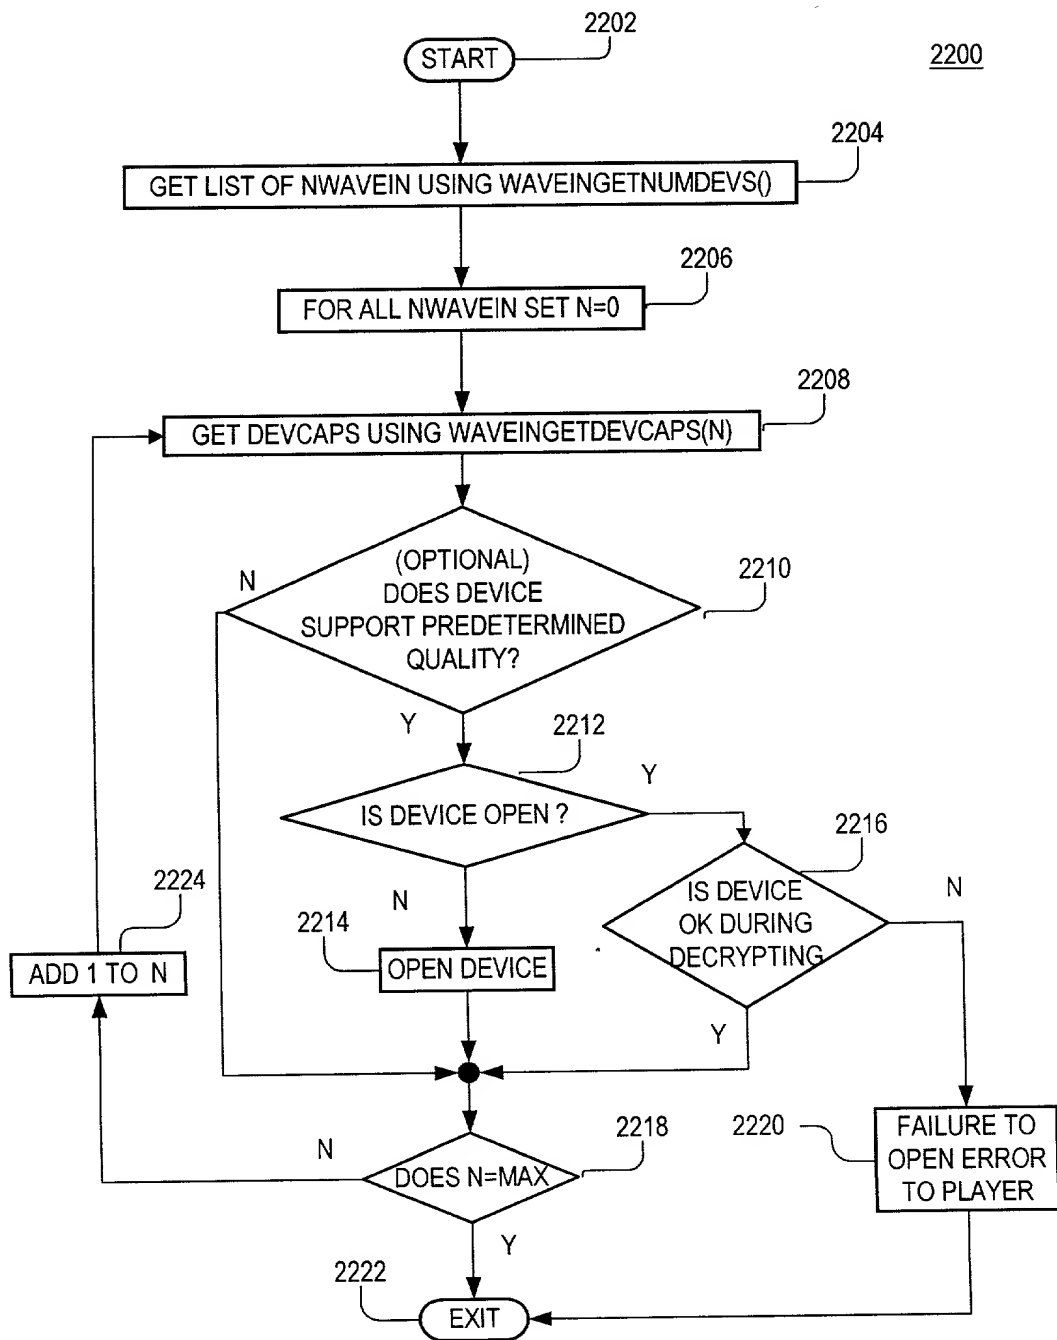 2202
START
2200
2204
GET LIST OF NWAVEIN USING WAVEINGETNUMDEVS()
2206
FOR ALL NWAVEIN SET N=0
2208
GET DEVCAPS USING WAVEINGETDEVCAPS(N)
(OPTIONAL)
DOES DEVICE
SUPPORT PREDETERMINED
QUALITY?
N
2210
Y
2212
IS DEVICE OPEN ?
Y
2216
IS DEVICE
OK DURING
DECRYPTING
N
N
2214
OPEN DEVICE
2224
ADD 1 TO N
Y
2218
DOES N=MAX
N
2220
FAILURE TO
OPEN ERROR
TO PLAYER
Y
2222
EXIT